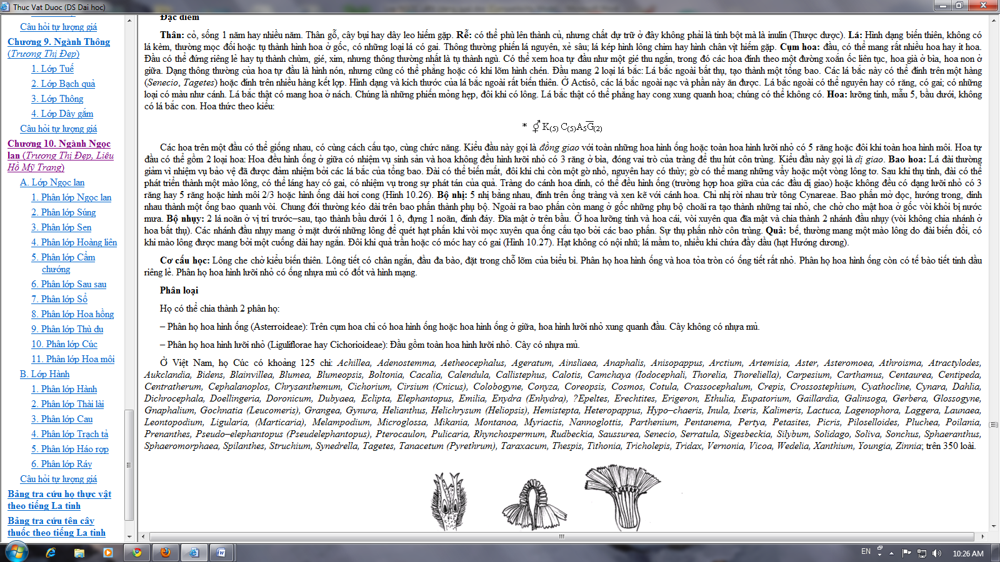 Thuc Vat Duoc (DS Dai hoc)
Câu hỏi tự lượng giá
Chương 9. Ngành Thông
(Trương Thị Đẹp)
1. Lớp Tuế
2. Lớp Bạch quả
3. Lớp Thông
4. Lớp Dây gắm
Câu hỏi tự lượng giá
Chương 10. Ngành Ngọc
lan (Trương Thị Đẹp, Liêu
Hồ Mỹ Trang)
A. Lớp Ngọc lan
1. Phân lớp Ngọc lan
2. Phân lớp Súng
3. Phân lớp Sen
4. Phân lớp Hoàng liên
5. Phân lớp Cẩm
chướng
6. Phân lớp Sau sau
7. Phân lớp Sổ
8. Phân lớp Hoa hồng
9. Phân lớp Thù du
10. Phân lớp Cúc
11. Phân lớp Hoa môi
B. Lớp Hành
1. Phân lớp Hành
2. Phân lớp Thài lài
3. Phân lớp Cau
4. Phân lớp Trạch tả
5. Phân lớp Háo rợp
6. Phân lớp Ráy
Câu hỏi tự lượng giá
Bảng tra cứu họ thực vật
theo tiếng La tinh
Bảng tra cứu tên cây
thuốc theo tiếng La tinh
Đặc điểm
Thân: cỏ, sống 1 năm hay nhiều năm. Thân gỗ, cây bụi hay dây leo hiếm gặp. Rễ: có thể phù lên thành củ, nhưng chất dự trữ ở đây không phải là tinh bột mà là inulin (Thược dược). Lá: Hình dạng biến thiên, không có
lá kèm, thường mọc đối hoặc tụ thành hình hoa ở gốc, có những loại lá có gai. Thông thường phiến lá nguyên, xẻ sâu; lá kép hình lông chim hay hình chân vịt hiếm gặp. Cụm hoa: đầu, có thể mang rất nhiều hoa hay ít hoa.
Đầu có thể đứng riêng lẻ hay tụ thành chùm, gié, xim, nhưng thông thường nhất là tụ thành ngù. Có thể xem hoa tự đầu như một gié thu ngắn, trong đó các hoa đính theo một đường xoắn ốc liên tục, hoa già ở bìa, hoa non ở
giữa. Dạng thông thường của hoa tự đầu là hình nón, nhưng cũng có thể phẳng hoặc có khi lõm hình chén. Đầu mang 2 loại lá bắc: Lá bắc ngoài bất thụ, tạo thành một tổng bao. Các lá bắc này có thể đính trên một hàng
(Senecio, Tagetes) hoặc đính trên nhiều hàng kết lợp. Hình dạng và kích thước của lá bắc ngoài rất biến thiên. Ở Actisô, các lá bắc ngoài nạc và phần này ăn được. Lá bắc ngoài có thể nguyên hay có răng, có gai; có những
loại có màu như cánh. Lá bắc thật có mang hoa ở nách. Chúng là những phiến mỏng hẹp, đôi khi có lông. Lá bắc thật có thể phẳng hay cong xung quanh hoa; chúng có thể không có. Hoa: lưỡng tính, mẫu 5, bầu dưới, không
có lá bắc con. Hoa thức theo kiểu:
* ⚥ K(5) C(5)A5G̅(2)
Các hoa trên một đầu có thể giống nhau, có cùng cách cấu tạo, cùng chức năng. Kiểu đầu này gọi là đồng giao với toàn những hoa hình ống hoặc toàn hoa hình lưỡi nhỏ có 5 răng hoặc đôi khi toàn hoa hình môi. Hoa tự
đầu có thể gồm 2 loại hoa: Hoa đều hình ống ở giữa có nhiệm vụ sinh sản và hoa không đều hình lưỡi nhỏ có 3 răng ở bìa, đóng vai trò của tràng để thu hút côn trùng. Kiểu đầu này gọi là dị giao. Bao hoa: Lá đài thường
giảm vì nhiệm vụ bảo vệ đã được đảm nhiệm bởi các lá bắc của tổng bao. Đài có thể biến mất, đôi khi chỉ còn một gờ nhỏ, nguyên hay có thùy; gờ có thể mang những vẩy hoặc một vòng lông tơ. Sau khi thụ tinh, đài có thể
phát triển thành một mào lông, có thể láng hay có gai, có nhiệm vụ trong sự phát tán của quả. Tràng do cánh hoa dính, có thể đều hình ống (trường hợp hoa giữa của các đầu dị giao) hoặc không đều có dạng lưỡi nhỏ có 3
răng hay 5 răng hoặc hình môi 2/3 hoặc hình ống dài hơi cong (Hình 10.26). Bộ nhị: 5 nhị bằng nhau, đính trên ống tràng và xen kẽ với cánh hoa. Chỉ nhị rời nhau trừ tông Cynareae. Bao phấn mở dọc, hướng trong, dính
nhau thành một ống bao quanh vòi. Chung đới thường kéo dài trên bao phấn thành phụ bộ. Ngoài ra bao phấn còn mang ở gốc những phụ bộ choãi ra tạo thành những tai nhỏ, che chở cho mật hoa ở gốc vòi khỏi bị nước
mưa. Bộ nhụy: 2 lá noãn ở vị trí trước–sau, tạo thành bầu dưới 1 ô, đựng 1 noãn, đính đáy. Đĩa mật ở trên bầu. Ở hoa lưỡng tính và hoa cái, vòi xuyên qua đĩa mật và chia thành 2 nhánh đầu nhụy (vòi không chia nhánh ở
hoa bất thụ). Các nhánh đầu nhụy mang ở mặt dưới những lông để quét hạt phấn khi vòi mọc xuyên qua ống cấu tạo bởi các bao phấn. Sự thụ phấn nhờ côn trùng. Quả: bế, thường mang một mào lông do đài biến đổi, có
khi mào lông được mang bởi một cuống dài hay ngắn. Đôi khi quả trần hoặc có móc hay có gai (Hình 10.27). Hạt không có nội nhũ; lá mầm to, nhiều khi chứa đầy dầu (hạt Hướng dương).
Cơ cấu học: Lông che chở kiểu biến thiên. Lông tiết có chân ngắn, đầu đa bào, đặt trong chỗ lõm của biểu bì. Phân họ hoa hình ống và hoa tỏa tròn có ống tiết rất nhỏ. Phân họ hoa hình ống còn có tế bào tiết tinh dầu
riêng lẻ. Phân họ hoa hình lưỡi nhỏ có ống nhựa mủ có đốt và hình mạng.
Phân loại
Họ có thể chia thành 2 phân họ:
– Phân họ hoa hình ống (Asterroideae): Trên cụm hoa chỉ có hoa hình ống hoặc hoa hình ống ở giữa, hoa hình lưỡi nhỏ xung quanh đầu. Cây không có nhựa mủ.
– Phân họ hoa hình lưỡi nhỏ (Liguliflorae hay Cichorioideae): Đầu gồm toàn hoa hình lưỡi nhỏ. Cây có nhựa mủ.
Ở Việt Nam, họ Cúc có khoảng 125 chi: Achillea, Adenostemma, Aetheocephalus, Ageratum, Ainsliaea, Anaphalis, Anisopappus, Arctium, Artemisia, Aster, Asteromoea, Athroisma, Atractylodes,
Aukclandia, Bidens, Blainvillea, Blumea, Blumeopsis, Boltonia, Cacalia, Calendula, Callistephus, Calotis, Camchaya (Iodocephali, Thorelia, Thoreliella), Carpesium, Carthamus, Centaurea, Centipeda,
Centratherum, Cephalanoplos, Chrysanthemum, Cichorium, Cirsium (Cnicus), Colobogyne, Conyza, Coreopsis, Cosmos, Cotula, Crassocephalum, Crepis, Crossostephium, Cyathocline, Cynara, Dahlia,
Dichrocephala, Doellingeria, Doronicum, Dubyaea, Eclipta, Elephantopus, Emilia, Enydra (Enhydra), ?Epeltes, Erechtites, Erigeron, Ethulia, Eupatorium, Gaillardia, Galinsoga, Gerbera, Glossogyne,
Gnaphalium, Gochnatia (Leucomeris), Grangea, Gynura, Helianthus, Helichrysum (Heliopsis), Hemistepta, Heteropappus, Hypo–chaeris, Inula, Ixeris, Kalimeris, Lactuca, Lagenophora, Laggera, Launaea,
Leontopodium, Ligularia, (Marticaria), Melampodium, Microglossa, Mikania, Montanoa, Myriactis, Nannoglottis, Parthenium, Pentanema, Pertya, Petasites, Picris, Piloselloides, Pluchea, Poilania,
Prenanthes, Pseudo–elephantopus (Pseudelephantopus), Pterocaulon, Pulicaria, Rhynchospermum, Rudbeckia, Saussurea, Senecio, Serratula, Sigesbeckia, Silybum, Solidago, Soliva, Sonchus, Sphaeranthus,
Sphaeromorphaea, Spilanthes, Struchium, Synedrella, Tagetes, Tanacetum (Pyrethrum), Taraxacum, Thespis, Tithonia, Tricholepis, Tridax, Vernonia, Vicoa, Wedelia, Xanthium, Youngia, Zinnia; trên 350 loài.
EN
10:26 AM